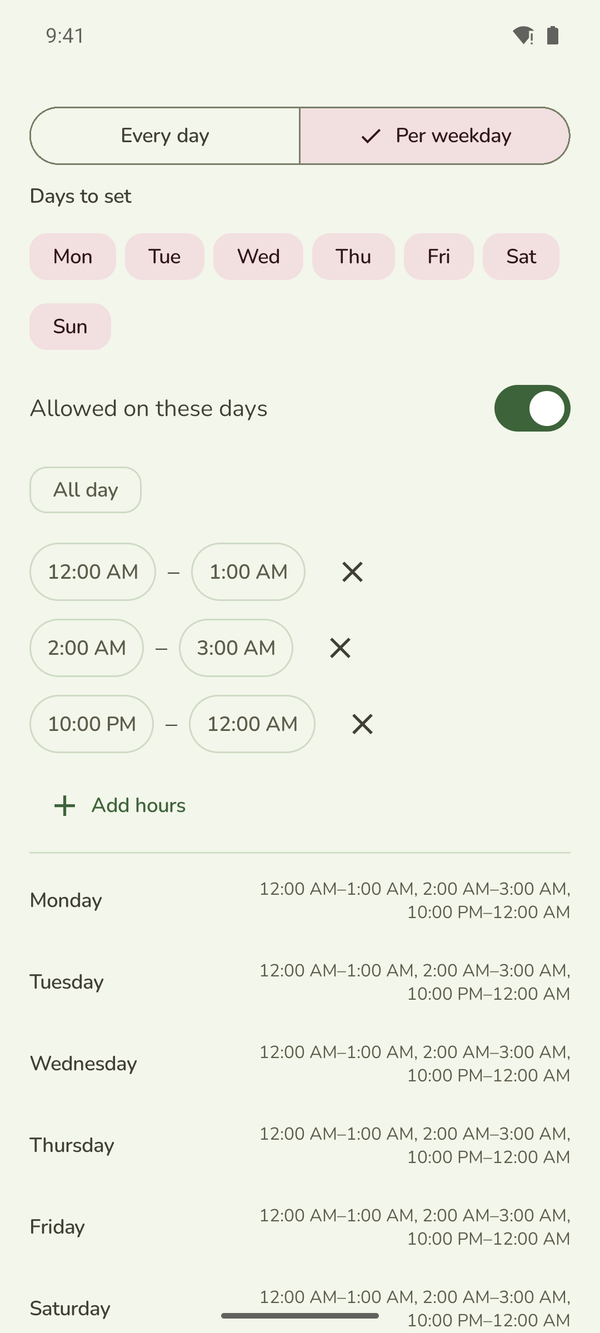 9:41
Every day
Per weekday
Days to set
Mon Tue Wed Thu Fri Sat
Sun
Allowed on these days
All day
12:00 AM – 1:00 AM
2:00 AM – 3:00 AM
10:00 PM – 12:00 AM
Add hours
Monday
12:00 AM–1:00 AM, 2:00 AM–3:00 AM,
10:00 PM–12:00 AM
Tuesday
12:00 AM–1:00 AM, 2:00 AM–3:00 AM,
10:00 PM–12:00 AM
Wednesday
12:00 AM–1:00 AM, 2:00 AM–3:00 AM,
10:00 PM–12:00 AM
Thursday
12:00 AM–1:00 AM, 2:00 AM–3:00 AM,
10:00 PM–12:00 AM
Friday
12:00 AM–1:00 AM, 2:00 AM–3:00 AM,
10:00 PM–12:00 AM
Saturday
12:00 AM–1:00 AM, 2:00 AM–3:00 AM,
10:00 PM–12:00 AM